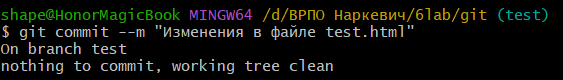 shape@HonorMagicBook MINGW64 /d/ВРПО Наркевич/6lab/git (test)
$ git commit --m "Изменения в файле test.html"
On branch test
nothing to commit, working tree clean